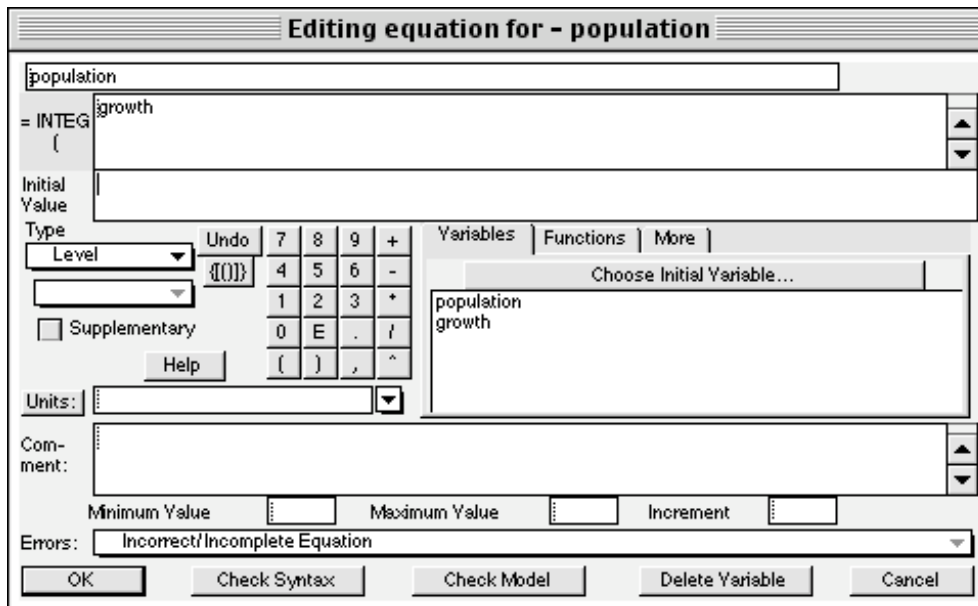 Editing equation for - population
population
= INTEG
(
growth
Initial
Value
Type
Level
Undo
7 8 9 +
{[()]}
4 5 6 -
1 2 3 *
Supplementary
0 E . /
Help
( ) , ^
Variables Functions More
Choose Initial Variable...
population
growth
Units:
Com-
ment:
Minimum Value Maximum Value Increment
Errors: Incorrect/Incomplete Equation
OK Check Syntax Check Model Delete Variable Cancel